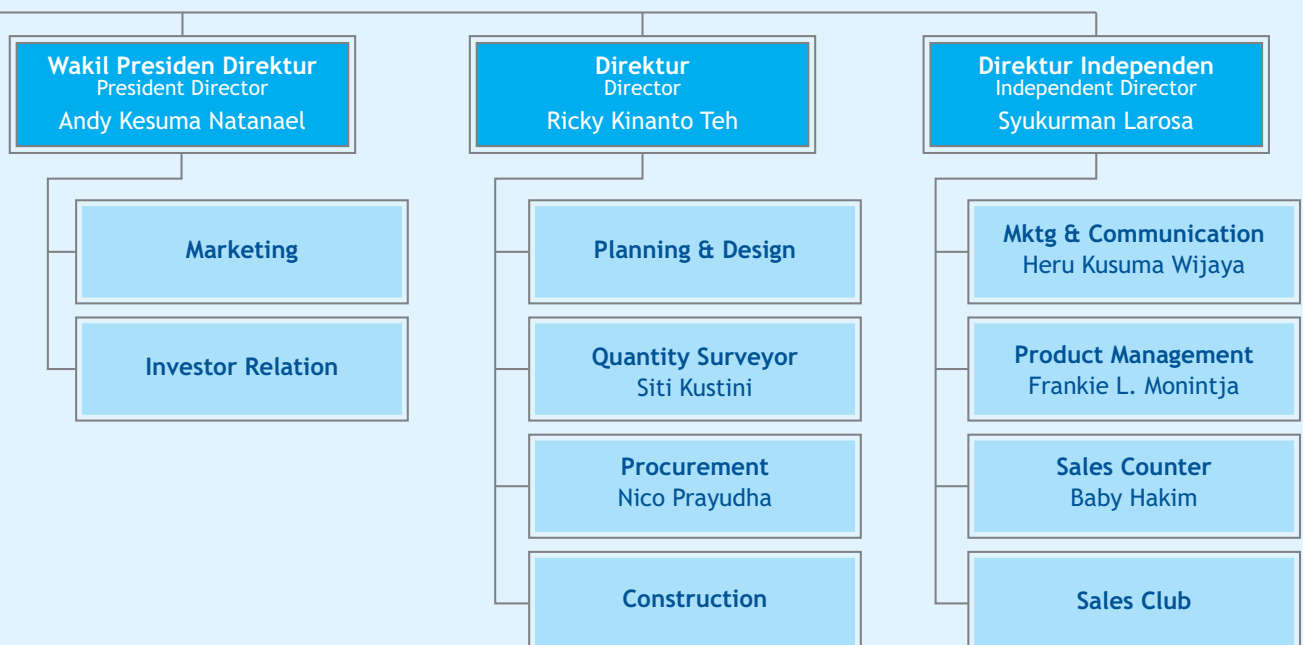 Wakil Presiden Direktur
President Director
Andy Kesuma Natanael
Marketing
Investor Relation
Direktur
Director
Ricky Kinanto Teh
Planning & Design
Quantity Surveyor
Siti Kustini
Procurement
Nico Prayudha
Construction
Direktur Independen
Independent Director
Syukurman Larosa
Mktg & Communication
Heru Kusuma Wijaya
Product Management
Frankie L. Monintja
Sales Counter
Baby Hakim
Sales Club